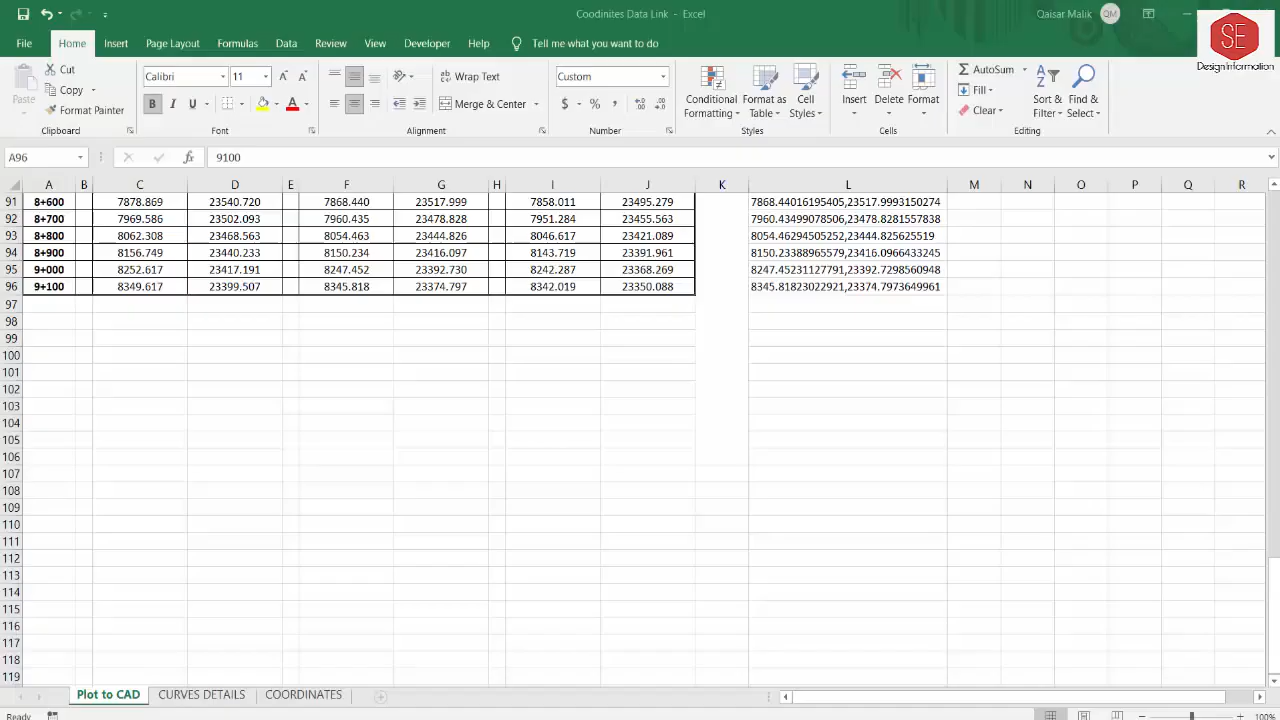 Coodinites Data Link - Excel
Qaisar Malik QM
SE
DesignInformation
File Home Insert Page Layout Formulas Data Review View Developer Help Tell me what you want to do
Cut
Copy
Format Painter
Paste
Clipboard
Calibri 11
B I U
Font
Wrap Text
Merge & Center
Alignment
Custom
$ % ,
Number
Conditional Formatting
Format as Table
Cell Styles
Styles
Insert Delete Format
Cells
AutoSum
Fill
Clear
Sort & Filter
Find & Select
Editing
A96 fx 9100
A B C D E F G H I J K L M N O P Q R
91 8+600 7878.869 23540.720 7868.440 23517.999 7858.011 23495.279 7868.44016195405,23517.9993150274
92 8+700 7969.586 23502.093 7960.435 23478.828 7951.284 23455.563 7960.43499078506,23478.8281557838
93 8+800 8062.308 23468.563 8054.463 23444.826 8046.617 23421.089 8054.46294505252,23444.825625519
94 8+900 8156.749 23440.233 8150.234 23416.097 8143.719 23391.961 8150.23388965579,23416.0966433245
95 9+000 8252.617 23417.191 8247.452 23392.730 8242.287 23368.269 8247.45231127791,23392.7298560948
96 9+100 8349.617 23399.507 8345.818 23374.797 8342.019 23350.088 8345.81823022921,23374.7973649961
97
98
99
100
101
102
103
104
105
106
107
108
109
110
111
112
113
114
115
116
117
118
119
Plot to CAD CURVES DETAILS COORDINATES
Ready 100%